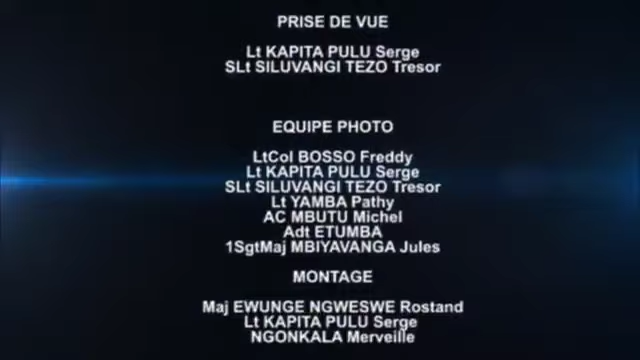 PRISE DE VUE
Lt KAPITA PULU Serge
SLt SILUVANGI TEZO Tresor
EQUIPE PHOTO
LtCol BOSSO Freddy
Lt KAPITA PULU Serge
SLt SILUVANGI TEZO Tresor
Lt YAMBA Pathy
AC MBUTU Michel
Adt ETUMBA
1SgtMaj MBIYAVANGA Jules
MONTAGE
Maj EWUNGE NGWESWE Rostand
Lt KAPITA PULU Serge
NGONKALA Merveille